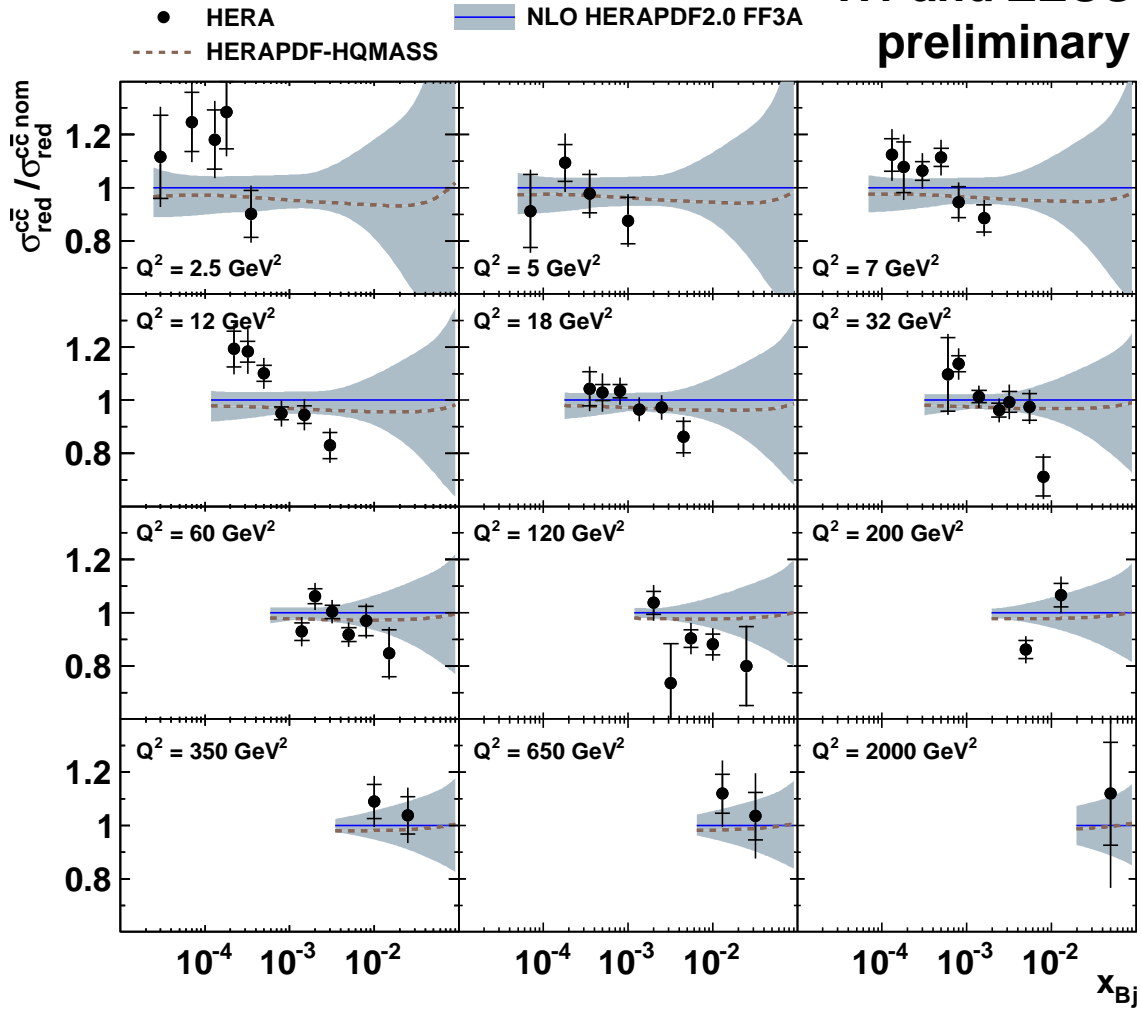 HERA
NLO HERAPDF2.0 FF3A
HERAPDF-HQMASS
preliminary
σ_red^cc̄ / σ_red^cc̄ nom
1.2
1
0.8
Q² = 2.5 GeV²
Q² = 5 GeV²
Q² = 7 GeV²
1.2
1
0.8
Q² = 12 GeV²
Q² = 18 GeV²
Q² = 32 GeV²
1.2
1
0.8
Q² = 60 GeV²
Q² = 120 GeV²
Q² = 200 GeV²
1.2
1
0.8
Q² = 350 GeV²
Q² = 650 GeV²
Q² = 2000 GeV²
10⁻⁴ 10⁻³ 10⁻² 10⁻⁴ 10⁻³ 10⁻² 10⁻⁴ 10⁻³ 10⁻²
x_Bj